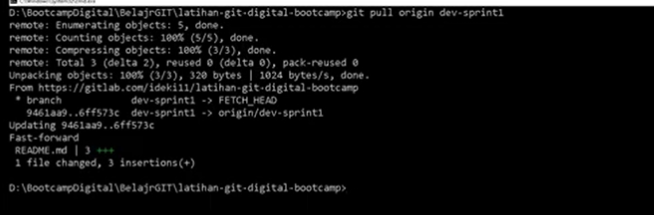 D:\BootcampDigital\BelajrGIT\latihan-git-digital-bootcamp>git pull origin dev-sprint1
remote: Enumerating objects: 5, done.
remote: Counting objects: 100% (5/5), done.
remote: Compressing objects: 100% (3/3), done.
remote: Total 3 (delta 2), reused 0 (delta 0), pack-reused 0
Unpacking objects: 100% (3/3), 320 bytes | 1024 bytes/s, done.
From https://gitlab.com/ideki11/latihan-git-digital-bootcamp
 * branch            dev-sprint1 -> FETCH_HEAD
   9461aa9..6ff573c  dev-sprint1 -> origin/dev-sprint1
Updating 9461aa9..6ff573c
Fast-forward
 README.md | 3 +++
 1 file changed, 3 insertions(+)
D:\BootcampDigital\BelajrGIT\latihan-git-digital-bootcamp>